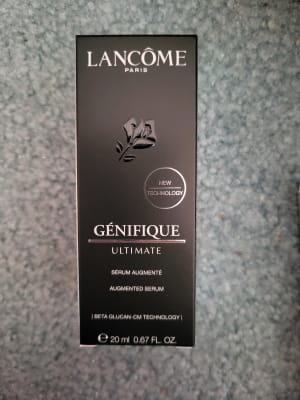 LANCÔME
PARIS
NEW
TECHNOLOGY
GÉNIFIQUE
ULTIMATE
SÉRUM AUGMENTÉ
AUGMENTED SERUM
[ BETA GLUCAN-CM TECHNOLOGY ]
℮ 20 ml 0.67 FL. OZ.